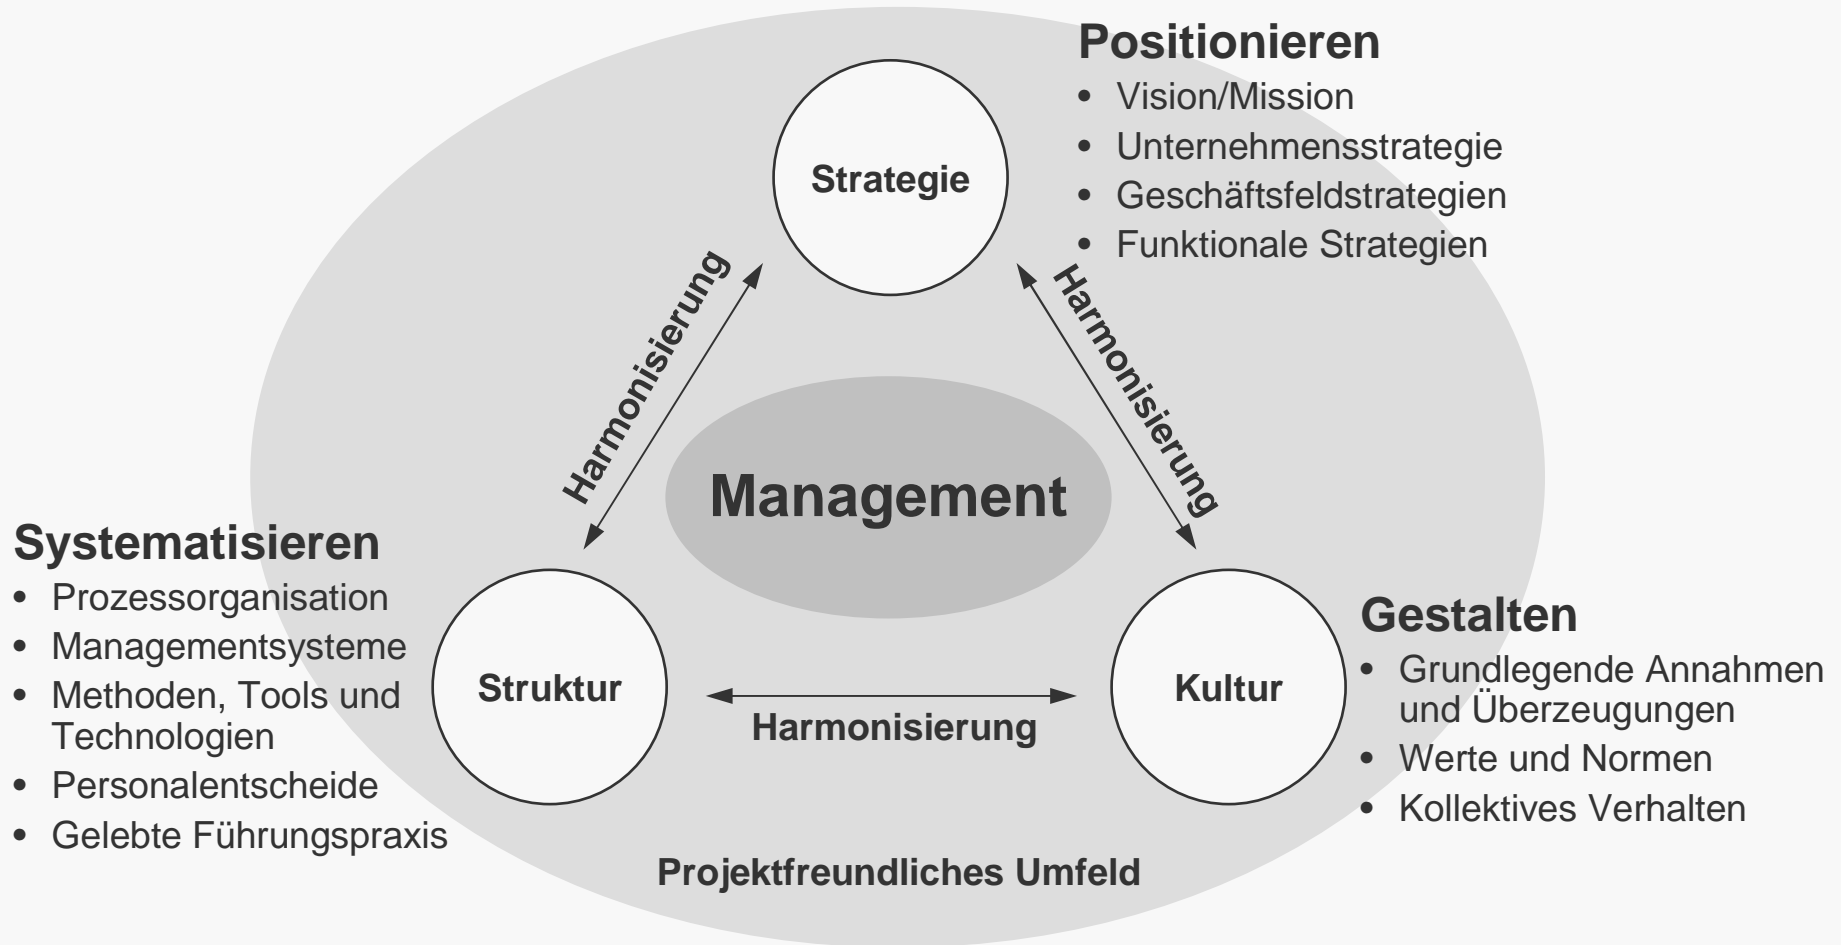 Positionieren
• Vision/Mission
• Unternehmensstrategie
• Geschäftsfeldstrategien
• Funktionale Strategien
Strategie
Harmonisierung
Harmonisierung
Management
Systematisieren
• Prozessorganisation
• Managementsysteme
• Methoden, Tools und
Technologien
• Personalentscheide
• Gelebte Führungspraxis
Struktur
Harmonisierung
Kultur
Gestalten
• Grundlegende Annahmen
und Überzeugungen
• Werte und Normen
• Kollektives Verhalten
Projektfreundliches Umfeld